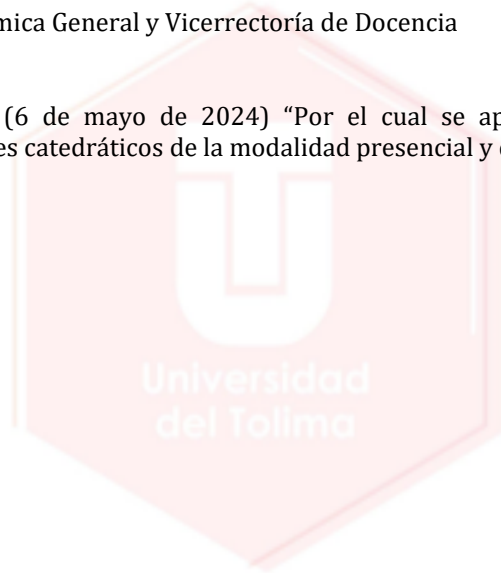 mica General y Vicerrectoría de Docencia
(6 de mayo de 2024) “Por el cual se ap
es catedráticos de la modalidad presencial y
Universidad
del Tolima